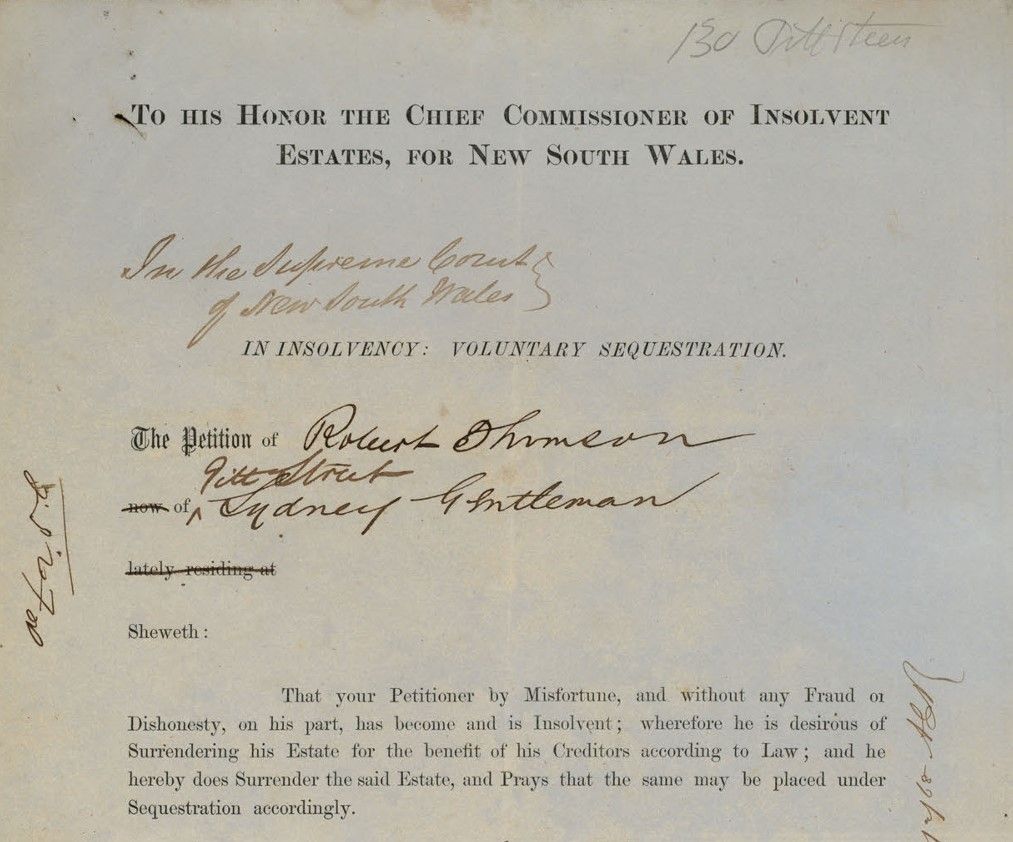 130 Pitt Street
TO HIS HONOR THE CHIEF COMMISSIONER OF INSOLVENT
ESTATES, FOR NEW SOUTH WALES.
In the Supreme Court
of New South Wales
IN INSOLVENCY: VOLUNTARY SEQUESTRATION.
The Petition of Robert Thomson
Pitt Street
now of Sydney Gentleman
lately residing at
Sheweth:
That your Petitioner by Misfortune, and without any Fraud or
Dishonesty, on his part, has become and is Insolvent; wherefore he is desirous of
Surrendering his Estate for the benefit of his Creditors according to Law; and he
hereby does Surrender the said Estate, and Prays that the same may be placed under
Sequestration accordingly.